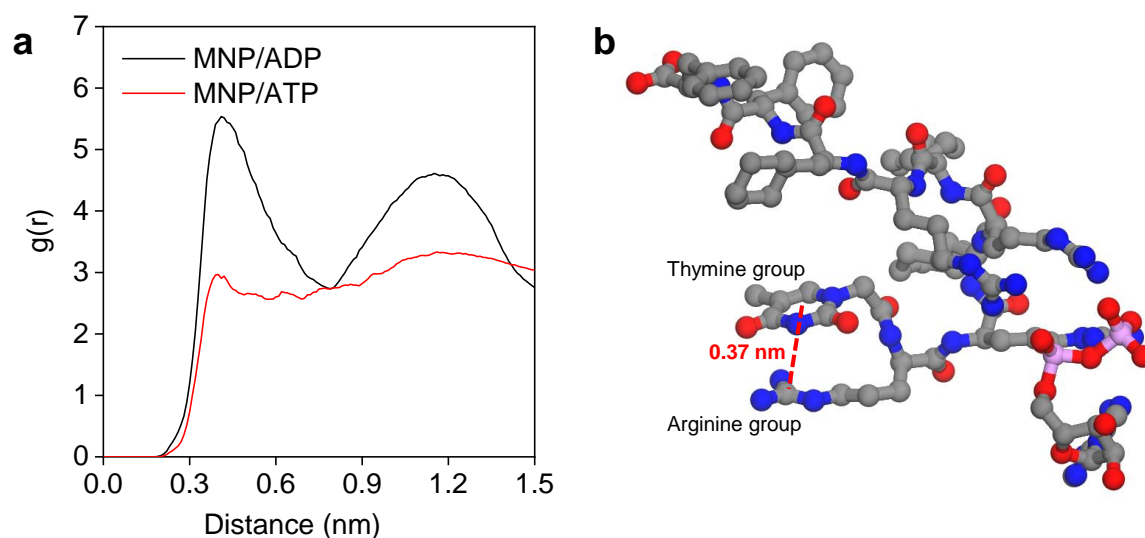 a
7
6
5
4
3
2
1
0
g(r)
MNP/ADP
MNP/ATP
0.0 0.3 0.6 0.9 1.2 1.5
Distance (nm)
b
Thymine group
0.37 nm
Arginine group